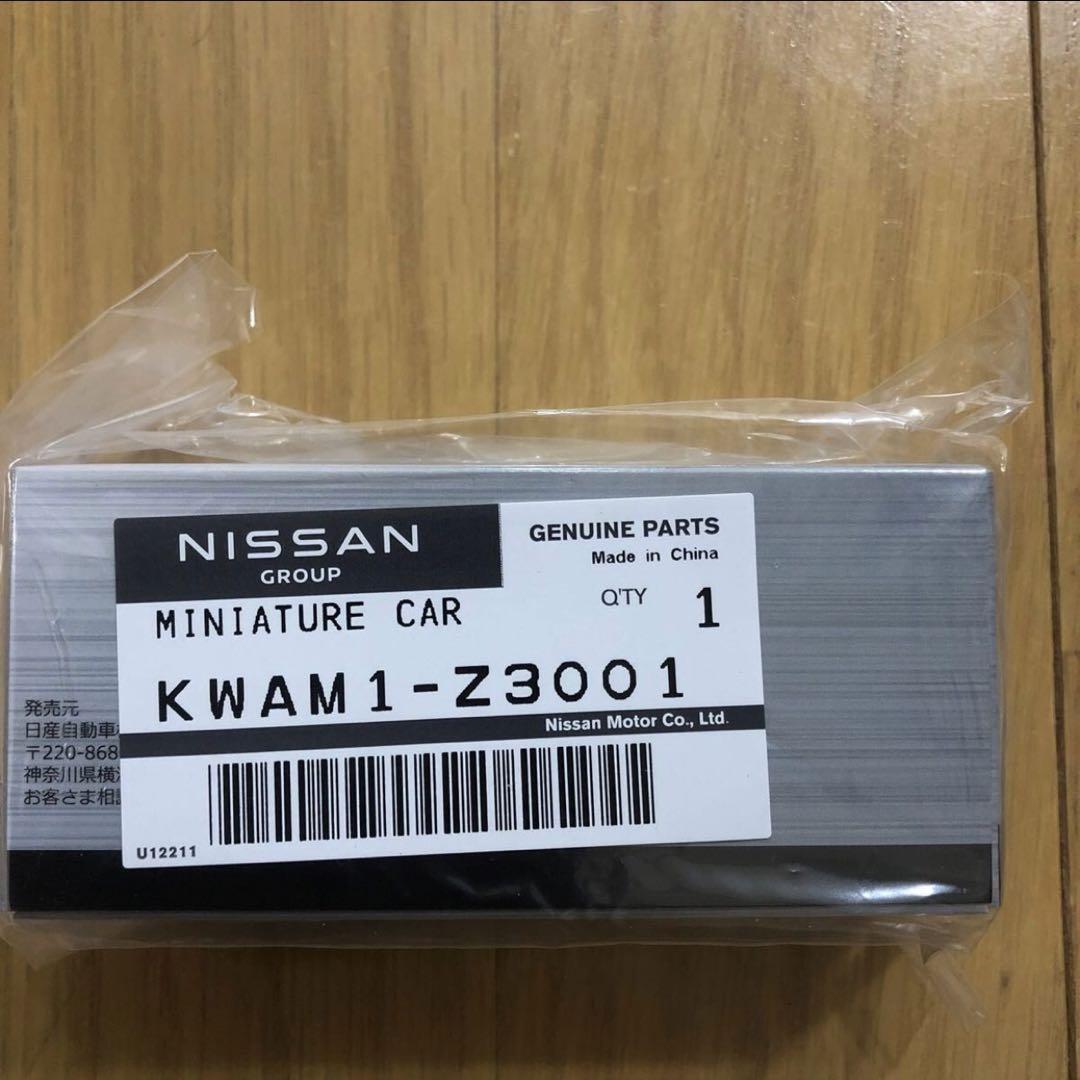 NISSAN
GROUP
GENUINE PARTS
Made in China
MINIATURE CAR
Q'TY 1
KWAM1-Z3001
Nissan Motor Co., Ltd.
U12211
発売元
日産自動車
〒220-868
神奈川県横
お客さま相